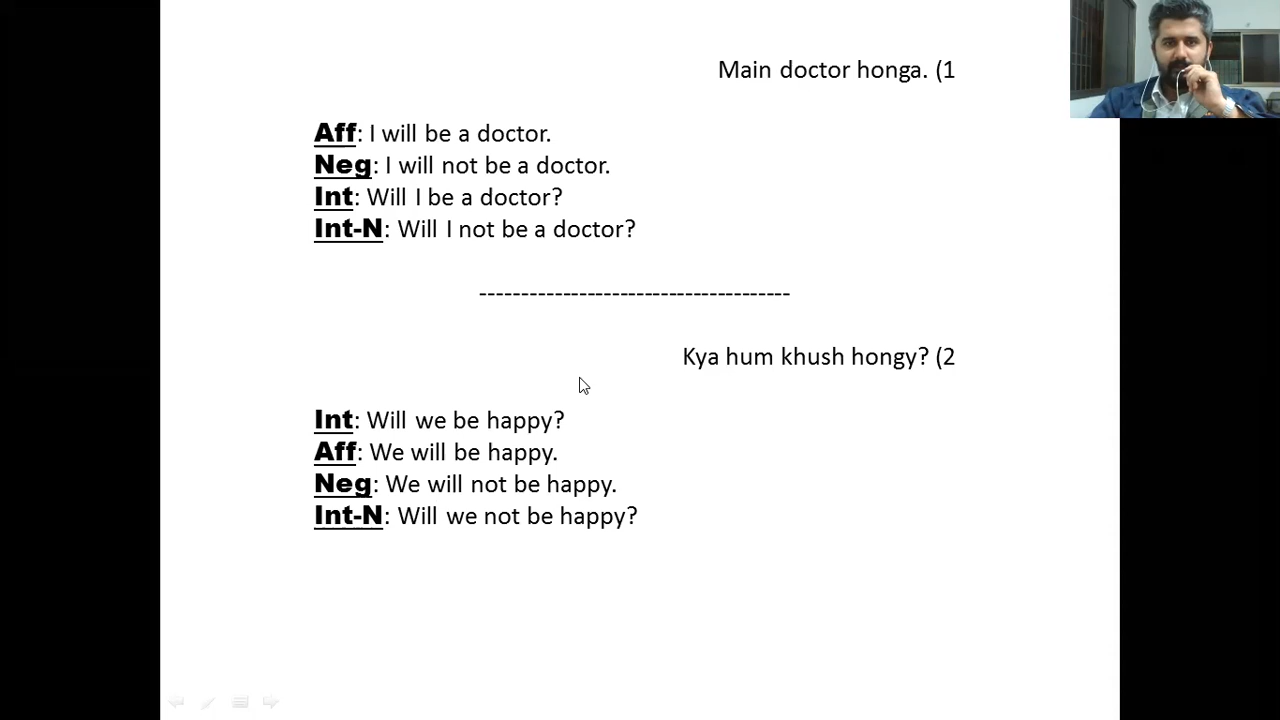 Main doctor honga. (1
Aff: I will be a doctor.
Neg: I will not be a doctor.
Int: Will I be a doctor?
Int-N: Will I not be a doctor?
-------------------------------------
Kya hum khush hongy? (2
Int: Will we be happy?
Aff: We will be happy.
Neg: We will not be happy.
Int-N: Will we not be happy?